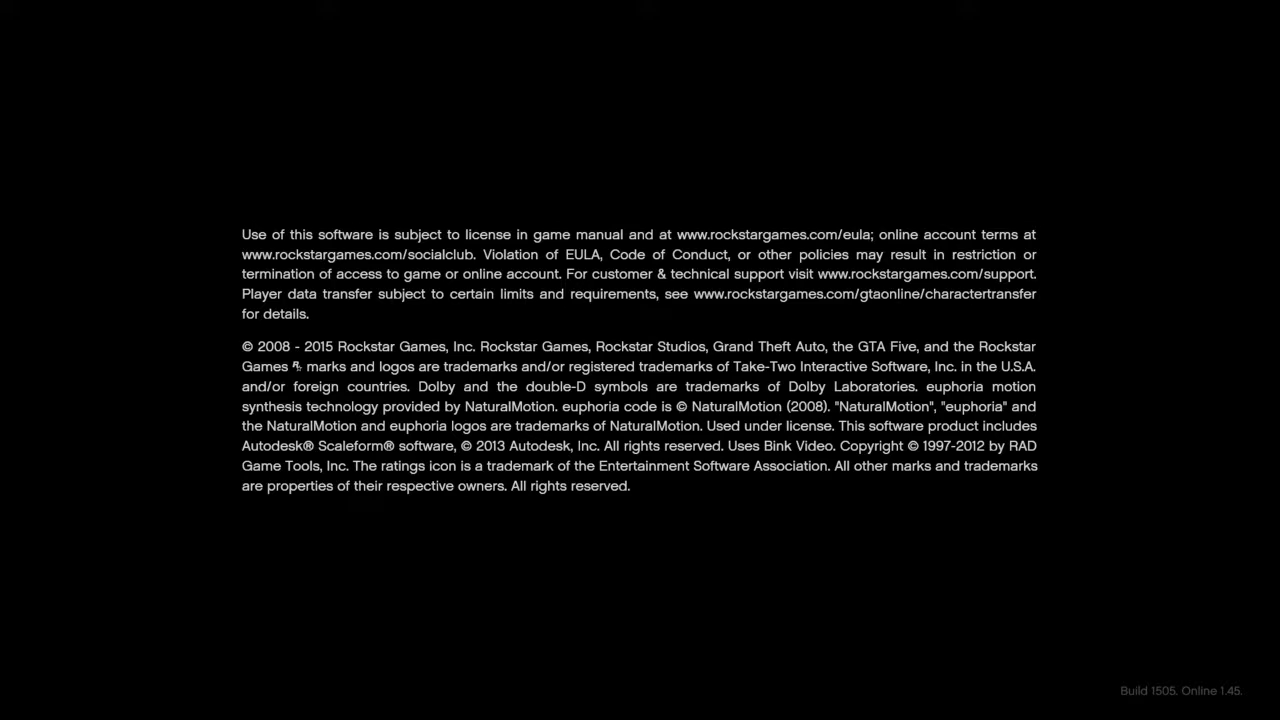 Use of this software is subject to license in game manual and at www.rockstargames.com/eula; online account terms at
www.rockstargames.com/socialclub. Violation of EULA, Code of Conduct, or other policies may result in restriction or
termination of access to game or online account. For customer & technical support visit www.rockstargames.com/support.
Player data transfer subject to certain limits and requirements, see www.rockstargames.com/gtaonline/charactertransfer
for details.
© 2008 - 2015 Rockstar Games, Inc. Rockstar Games, Rockstar Studios, Grand Theft Auto, the GTA Five, and the Rockstar
Games R* marks and logos are trademarks and/or registered trademarks of Take-Two Interactive Software, Inc. in the U.S.A.
and/or foreign countries. Dolby and the double-D symbols are trademarks of Dolby Laboratories. euphoria motion
synthesis technology provided by NaturalMotion. euphoria code is © NaturalMotion (2008). "NaturalMotion", "euphoria" and
the NaturalMotion and euphoria logos are trademarks of NaturalMotion. Used under license. This software product includes
Autodesk® Scaleform® software, © 2013 Autodesk, Inc. All rights reserved. Uses Bink Video. Copyright © 1997-2012 by RAD
Game Tools, Inc. The ratings icon is a trademark of the Entertainment Software Association. All other marks and trademarks
are properties of their respective owners. All rights reserved.
Build 1505. Online 1.45.